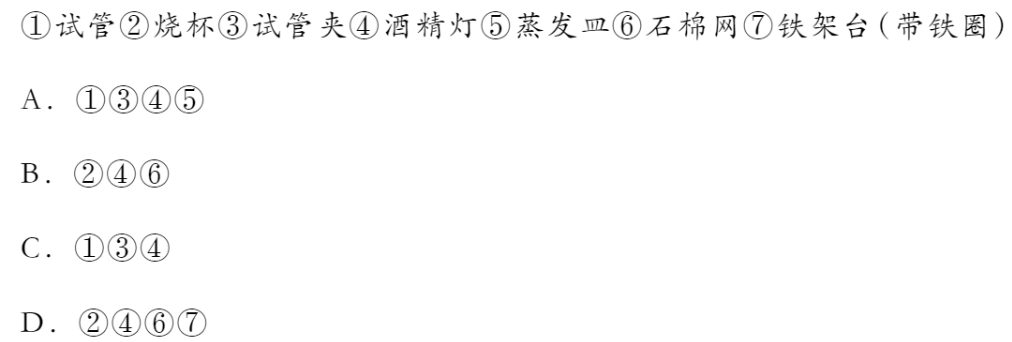 ①试管②烧杯③试管夹④酒精灯⑤蒸发皿⑥石棉网⑦铁架台(带铁圈)
A. ①③④⑤
B. ②④⑥
C. ①③④
D. ②④⑥⑦